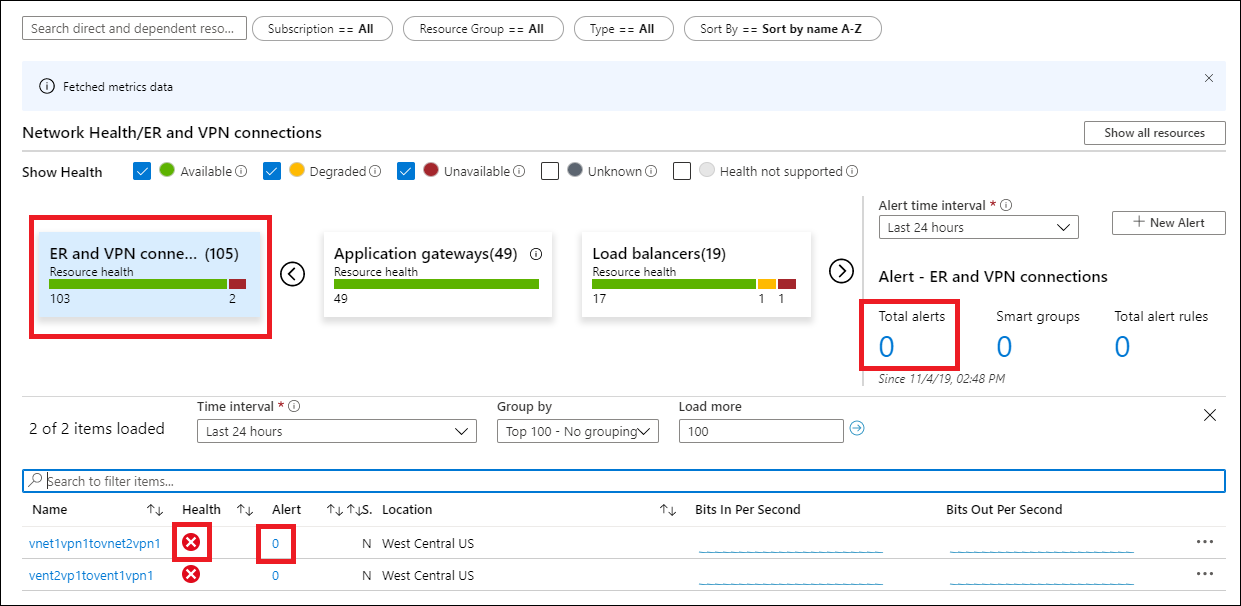 Search direct and dependent reso... Subscription == All Resource Group == All Type == All Sort By == Sort by name A-Z
Fetched metrics data
Network Health/ER and VPN connections Show all resources
Show Health Available Degraded Unavailable Unknown Health not supported
Alert time interval *
Last 24 hours + New Alert
ER and VPN conne... (105)
Resource health
103 2
Application gateways(49)
Resource health
49
Load balancers(19)
Resource health
17 1 1
Alert - ER and VPN connections
Total alerts Smart groups Total alert rules
0 0 0
Since 11/4/19, 02:48 PM
2 of 2 items loaded
Time interval * Group by Load more
Last 24 hours Top 100 - No grouping 100
Search to filter items...
Name Health Alert S. Location Bits In Per Second Bits Out Per Second
vnet1vpn1tovnet2vpn1 0 N West Central US
vent2vp1tovent1vpn1 0 N West Central US